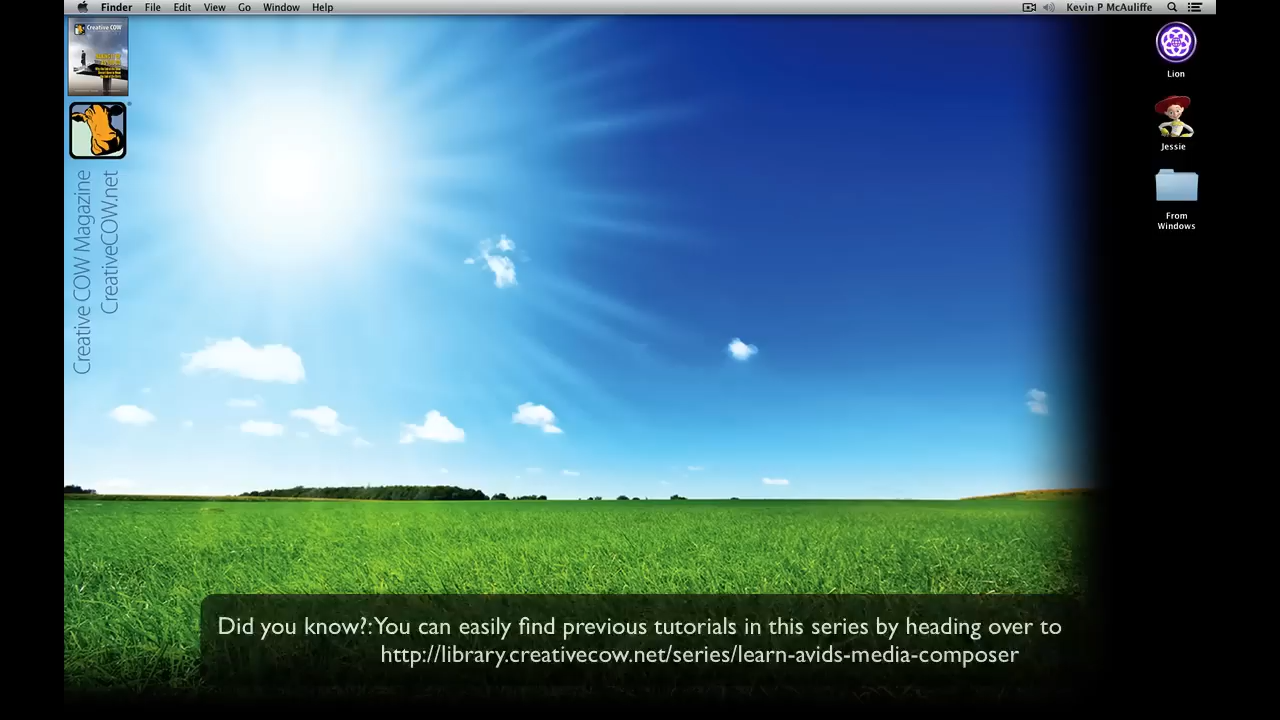 Finder File Edit View Go Window Help Kevin P McAuliffe
Creative COW
Lion
Jessie
From
Windows
Creative COW Magazine
CreativeCOW.net
Did you know?: You can easily find previous tutorials in this series by heading over to
http://library.creativecow.net/series/learn-avids-media-composer